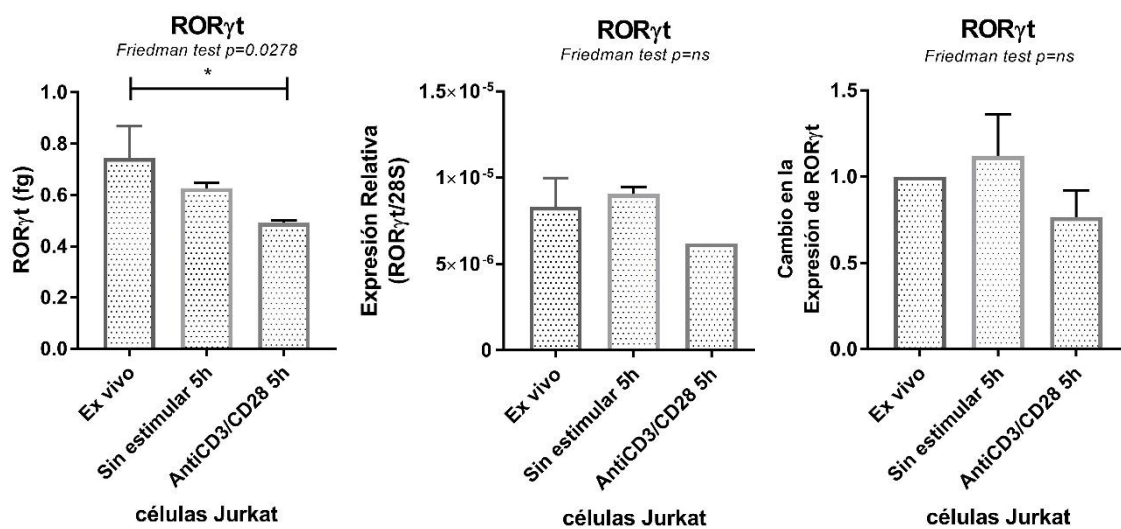 RORγt
Friedman test p=0.0278
*
RORγt (fg)
1.0
0.8
0.6
0.4
0.2
0.0
Ex vivo
Sin estimular 5h
AntiCD3/CD28 5h
células Jurkat
RORγt
Friedman test p=ns
Expresión Relativa
(RORγt/28S)
1.5×10⁻⁵
1×10⁻⁵
5×10⁻⁶
0
Ex vivo
Sin estimular 5h
AntiCD3/CD28 5h
células Jurkat
RORγt
Friedman test p=ns
Cambio en la
Expresión de RORγt
1.5
1.0
0.5
0.0
Ex vivo
Sin estimular 5h
AntiCD3/CD28 5h
células Jurkat